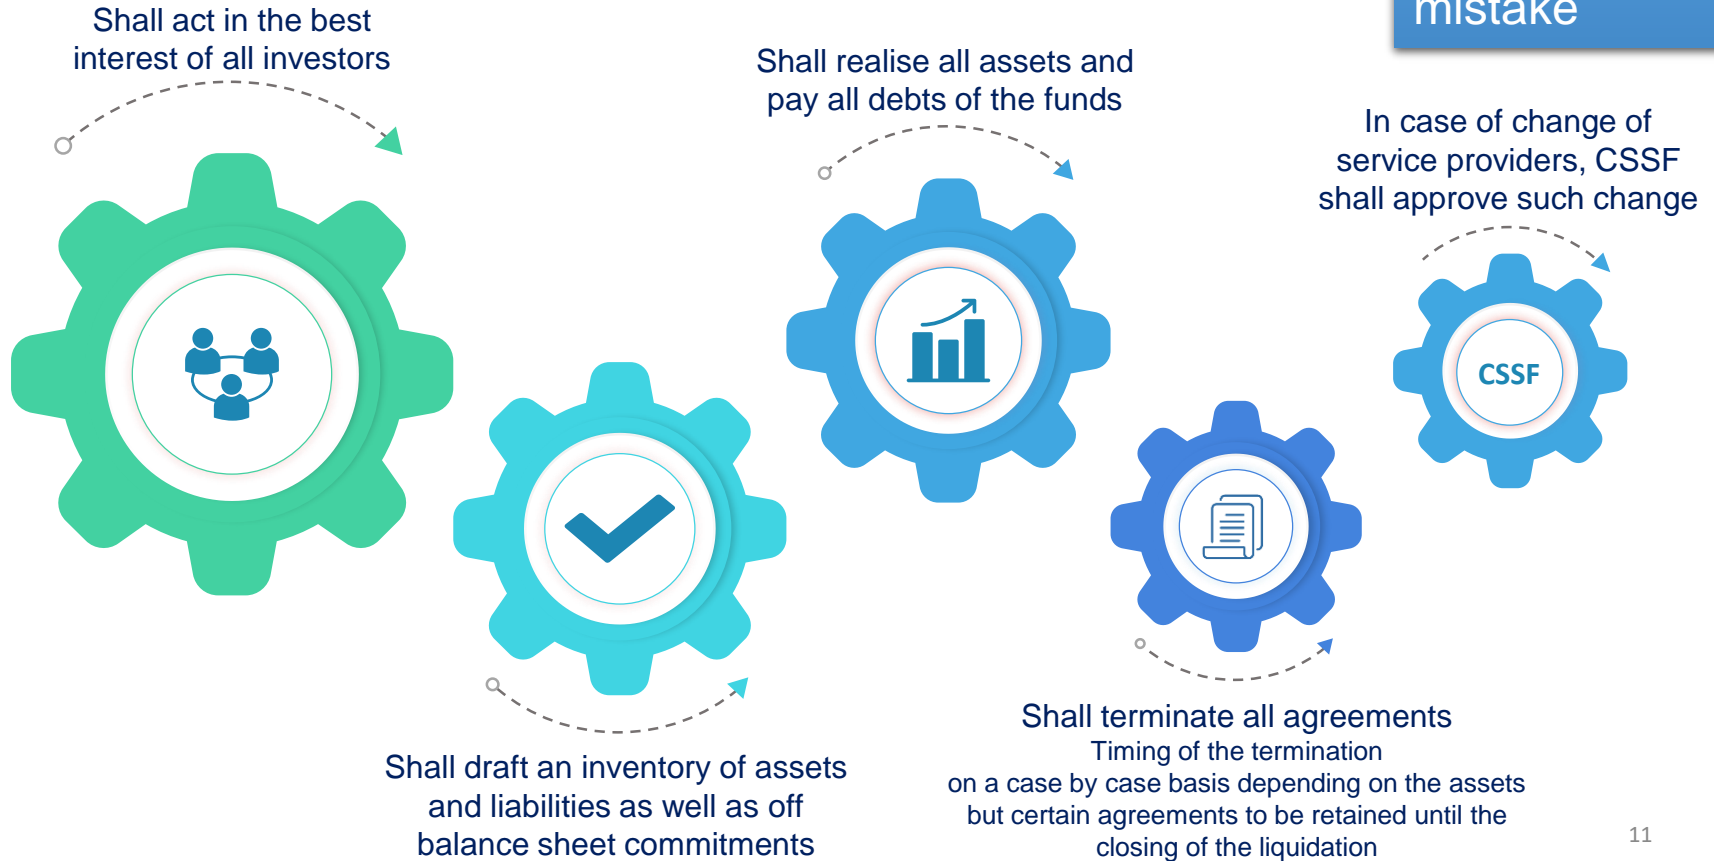 mistake
Shall act in the best
interest of all investors
Shall realise all assets and
pay all debts of the funds
In case of change of
service providers, CSSF
shall approve such change
CSSF
Shall draft an inventory of assets
and liabilities as well as off
balance sheet commitments
Shall terminate all agreements
Timing of the termination
on a case by case basis depending on the assets
but certain agreements to be retained until the
closing of the liquidation
11